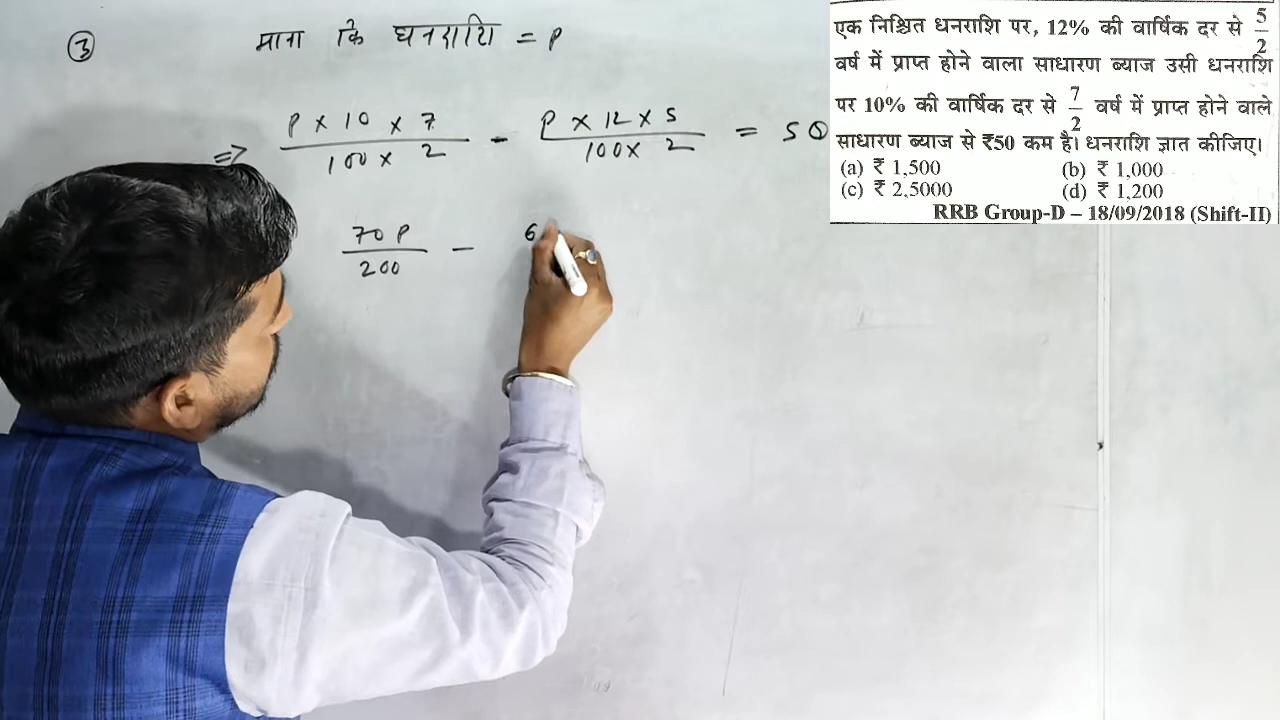 ③ माना कि धनराशि = P
=> P × 10 × 7 / 100 × 2 - P × 12 × 5 / 100 × 2 = 50
70 P / 200 - 6
एक निश्चित धनराशि पर, 12% की वार्षिक दर से 5/2
वर्ष में प्राप्त होने वाला साधारण ब्याज उसी धनराशि
पर 10% की वार्षिक दर से 7/2 वर्ष में प्राप्त होने वाले
साधारण ब्याज से ₹50 कम है। धनराशि ज्ञात कीजिए।
(a) ₹ 1,500 (b) ₹ 1,000
(c) ₹ 2,5000 (d) ₹ 1,200
RRB Group-D – 18/09/2018 (Shift-II)